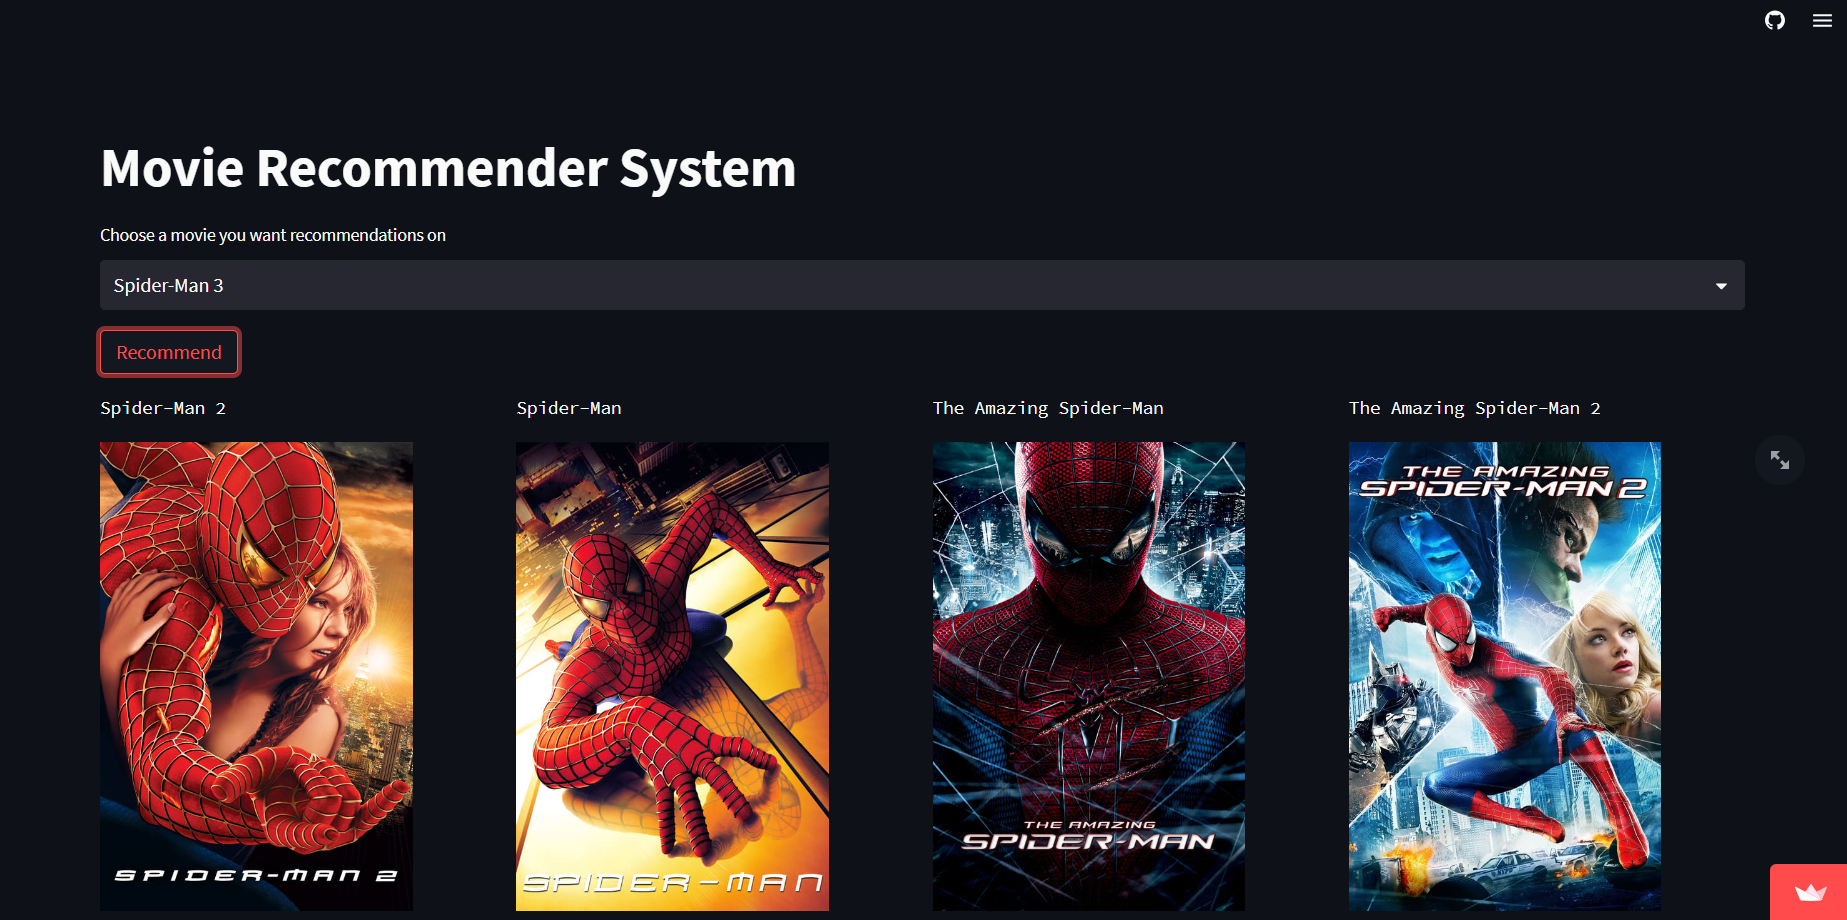 Movie Recommender System
Choose a movie you want recommendations on
Spider-Man 3
Recommend
Spider-Man 2
Spider-Man
The Amazing Spider-Man
The Amazing Spider-Man 2
SPIDER-MAN 2
SPIDER-MAN
THE AMAZING
SPIDER-MAN
THE AMAZING
SPIDER-MAN 2